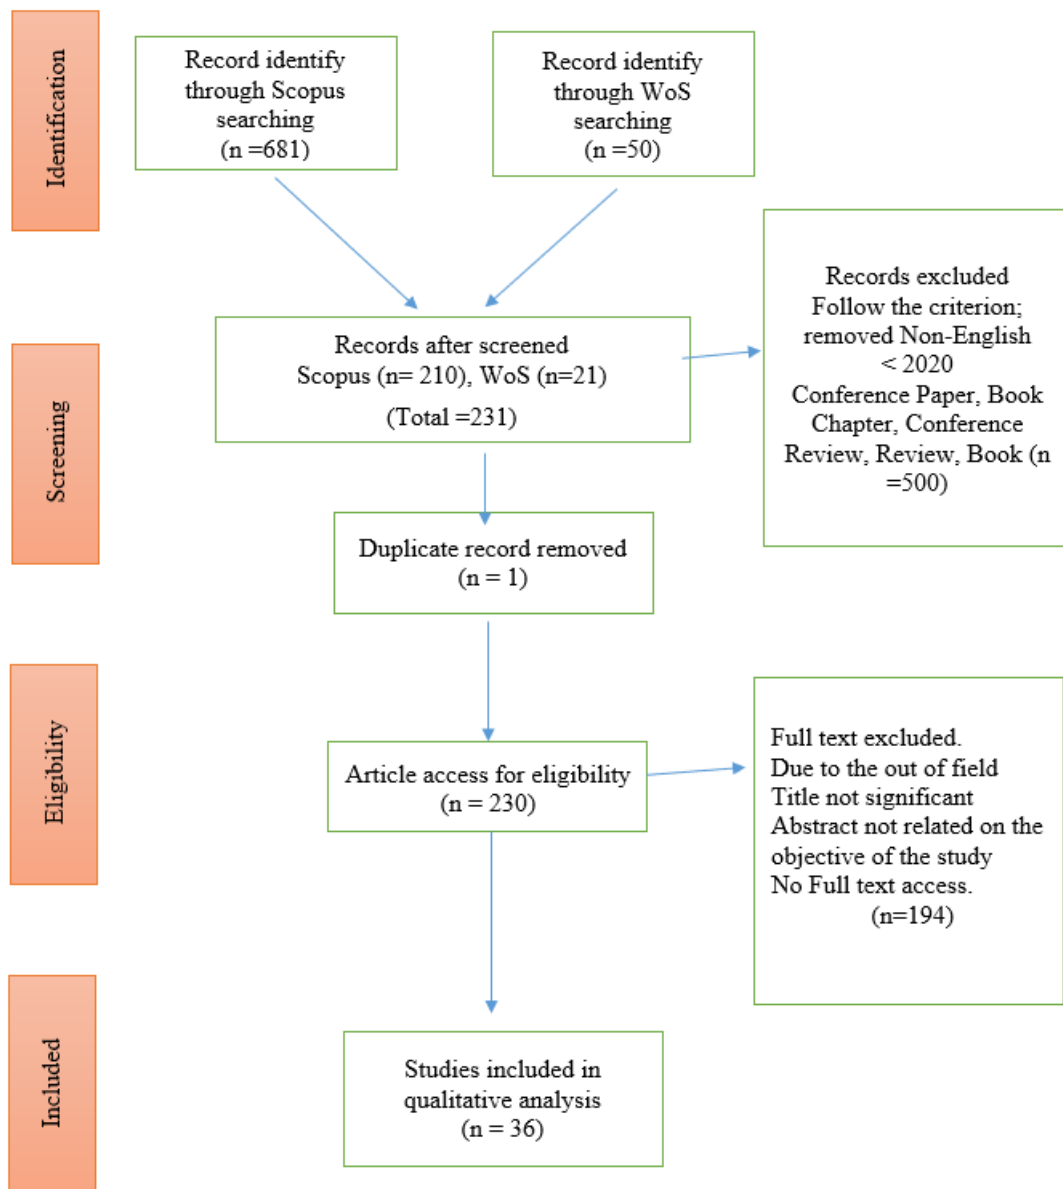 Identification
Record identify
through Scopus
searching
(n =681)
Record identify
through WoS
searching
(n =50)
Screening
Records after screened
Scopus (n= 210), WoS (n=21)
(Total =231)
Records excluded
Follow the criterion;
removed Non-English
< 2020
Conference Paper, Book
Chapter, Conference
Review, Review, Book (n
=500)
Duplicate record removed
(n = 1)
Eligibility
Article access for eligibility
(n = 230)
Full text excluded.
Due to the out of field
Title not significant
Abstract not related on the
objective of the study
No Full text access.
(n=194)
Included
Studies included in
qualitative analysis
(n = 36)